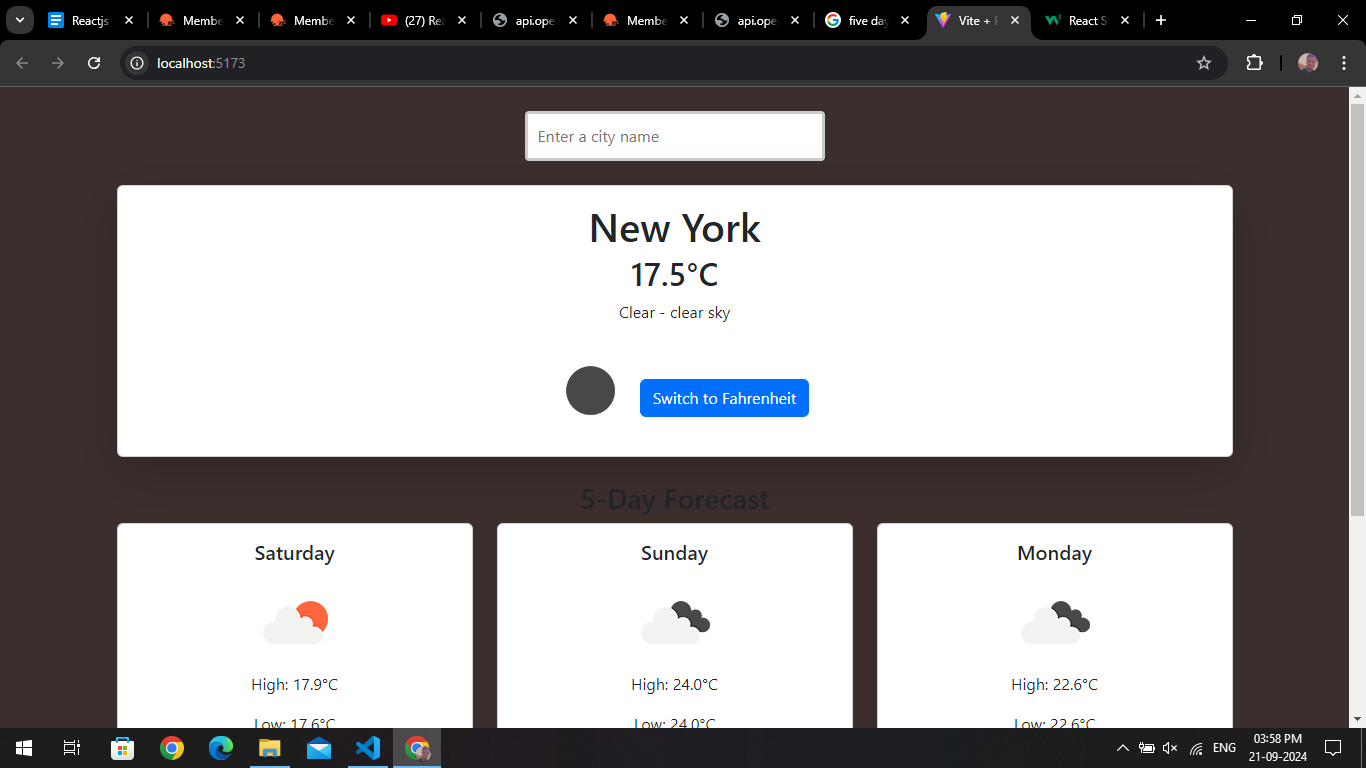 Reactjs
Membe
Membe
(27) Rea
api.ope
Membe
api.ope
five day
Vite + R
React S
localhost:5173
Enter a city name
New York
17.5°C
Clear - clear sky
Switch to Fahrenheit
5-Day Forecast
Saturday
Sunday
Monday
High: 17.9°C
High: 24.0°C
High: 22.6°C
Low: 17.6°C
Low: 24.0°C
Low: 22.6°C
ENG
03:58 PM
21-09-2024